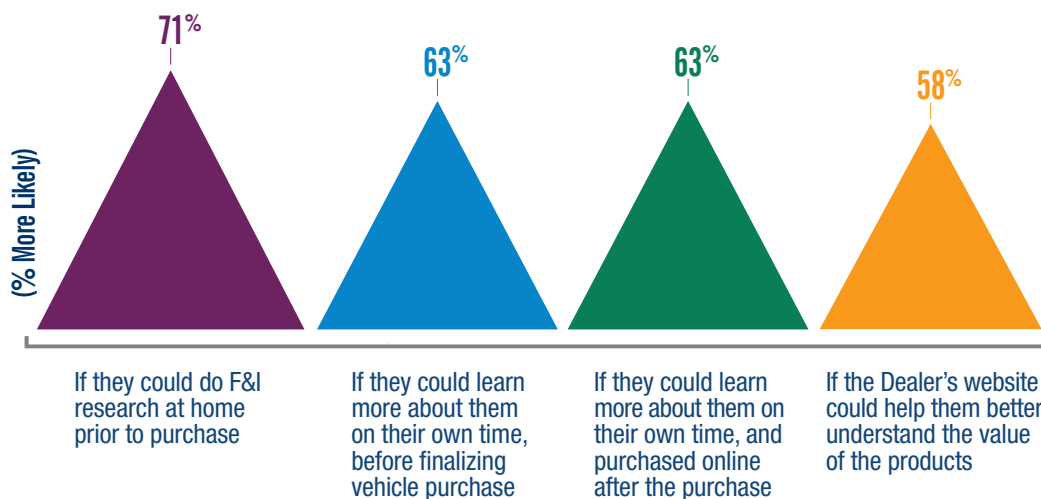 71%
63%
63%
58%
(% More Likely)
If they could do F&I
research at home
prior to purchase
If they could learn
more about them
on their own time,
before finalizing
vehicle purchase
If they could learn
more about them on
their own time, and
purchased online
after the purchase
If the Dealer's website
could help them better
understand the value
of the products